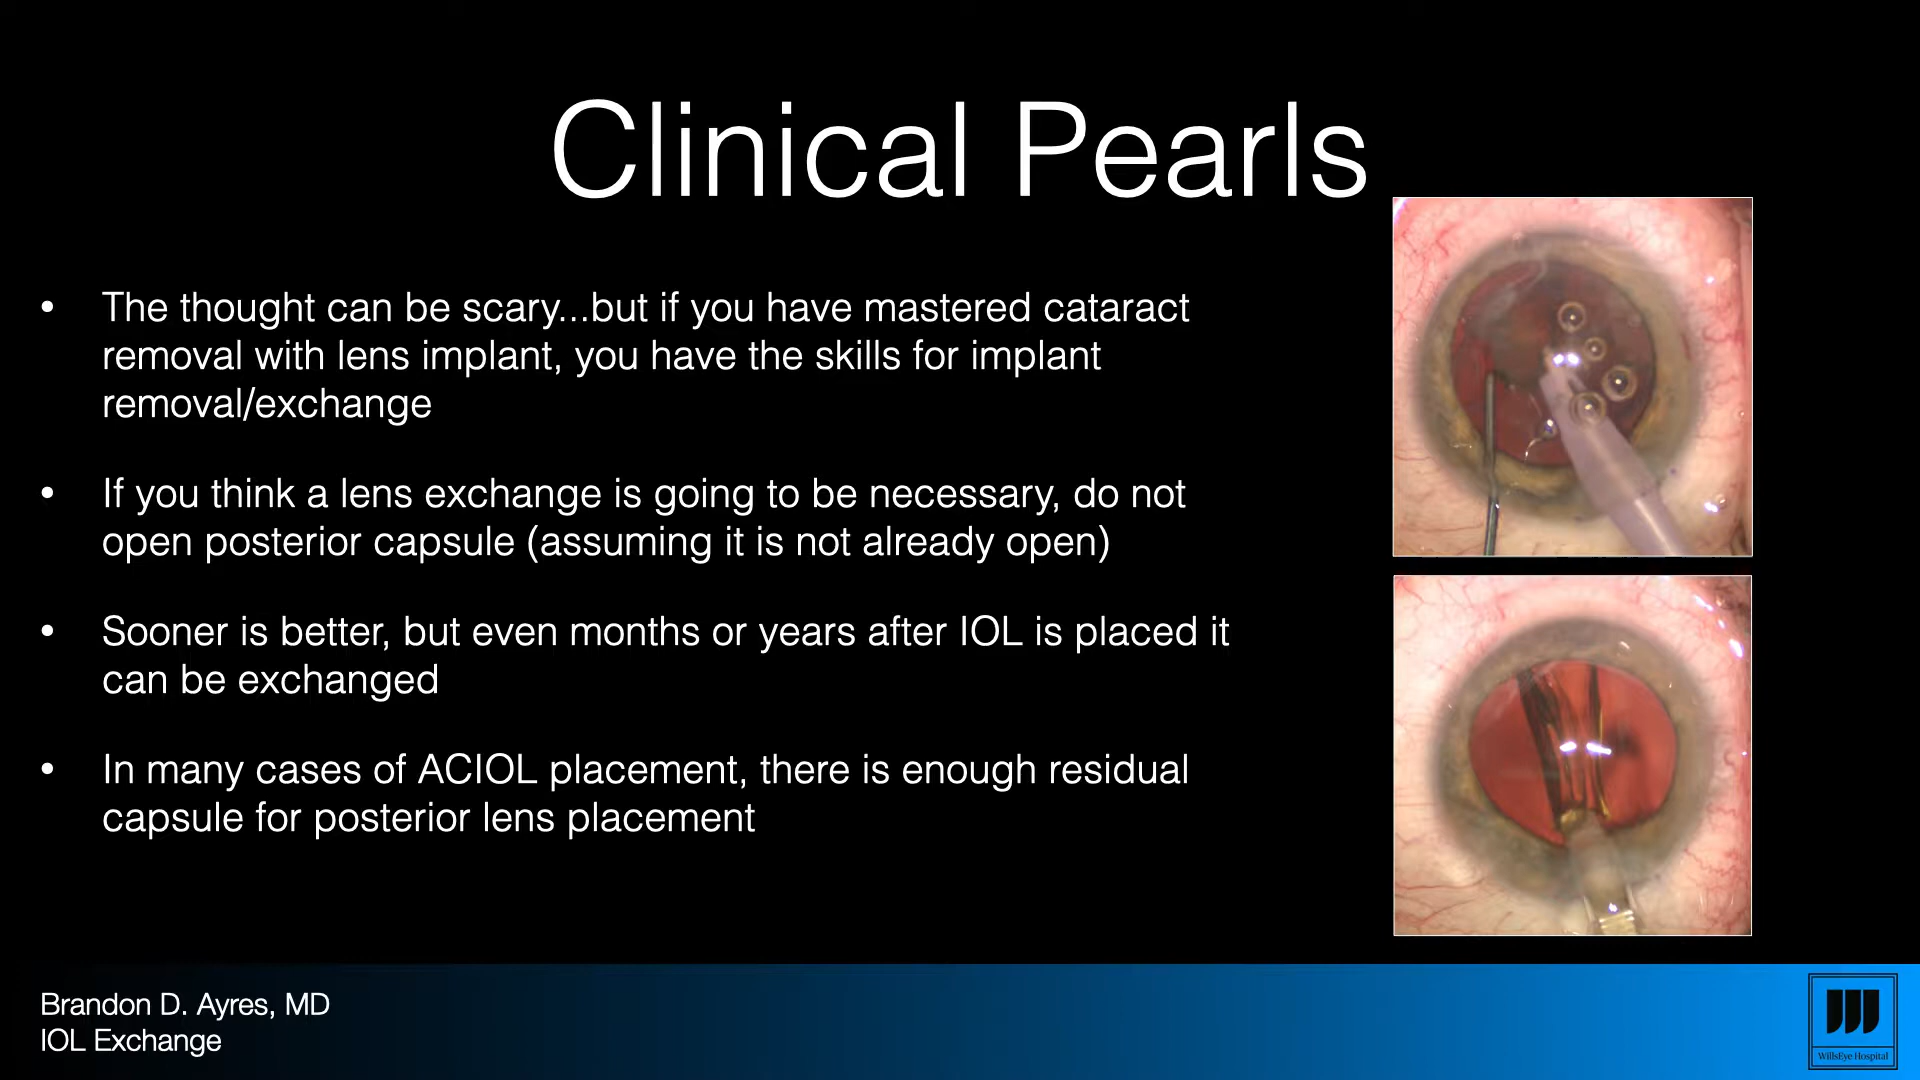 Clinical Pearls
• The thought can be scary...but if you have mastered cataract
removal with lens implant, you have the skills for implant
removal/exchange
• If you think a lens exchange is going to be necessary, do not
open posterior capsule (assuming it is not already open)
• Sooner is better, but even months or years after IOL is placed it
can be exchanged
• In many cases of ACIOL placement, there is enough residual
capsule for posterior lens placement
Brandon D. Ayres, MD
IOL Exchange
WillsEye Hospital